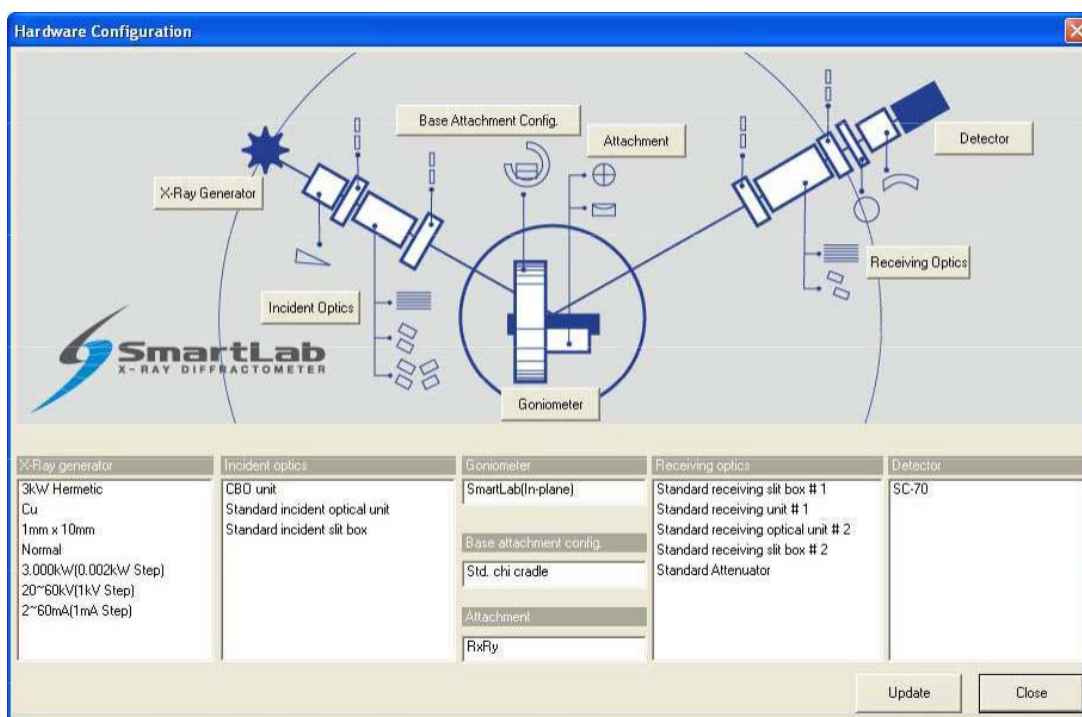 Hardware Configuration
Base Attachment Config.
Attachment
Detector
X-Ray Generator
Receiving Optics
Incident Optics
SmartLab
X-RAY DIFFRACTOMETER
Goniometer
X-Ray generator
3kW Hermetic
Cu
1mm x 10mm
Normal
3.000kW(0.002kW Step)
20~60kV(1kV Step)
2~60mA(1mA Step)
Incident optics
CBO unit
Standard incident optical unit
Standard incident slit box
Goniometer
SmartLab(In-plane)
Base attachment config.
Std. chi cradle
Attachment
RxRy
Receiving optics
Standard receiving slit box # 1
Standard receiving unit # 1
Standard receiving optical unit # 2
Standard receiving slit box # 2
Standard Attenuator
Detector
SC-70
Update
Close